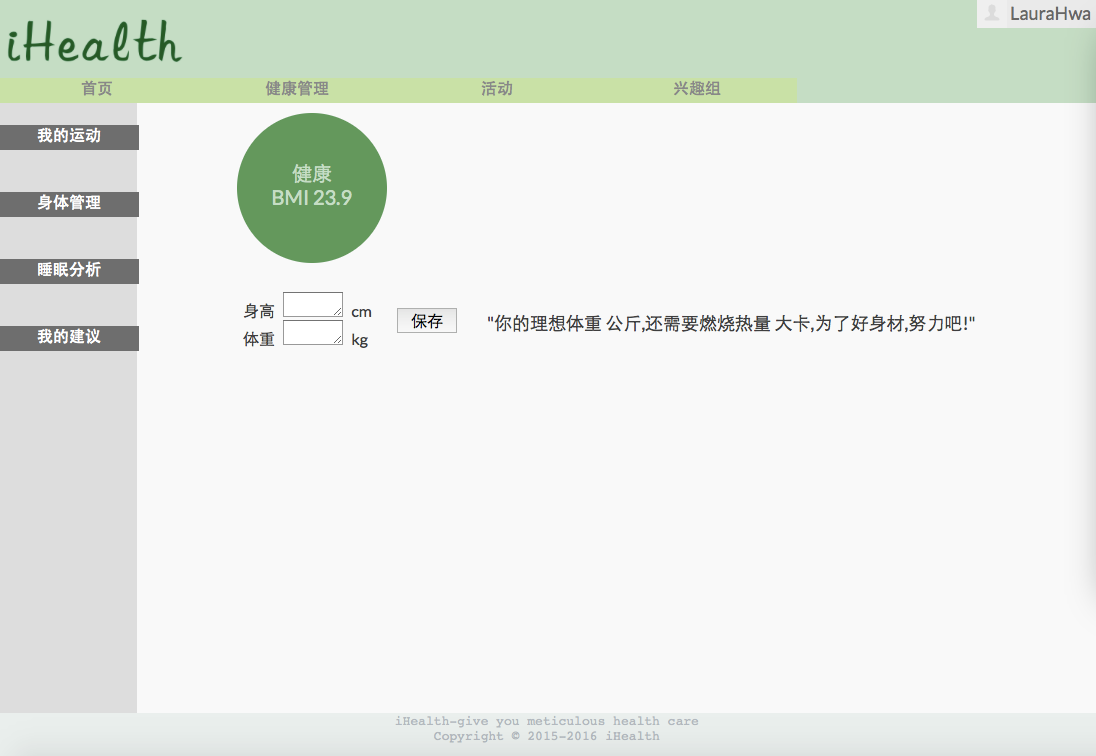 LauraHwa
iHealth
首页 健康管理 活动 兴趣组
我的运动
身体管理
睡眠分析
我的建议
健康
BMI 23.9
身高 cm
体重 kg
保存
"你的理想体重 公斤,还需要燃烧热量 大卡,为了好身材,努力吧!"
iHealth-give you meticulous health care
Copyright © 2015-2016 iHealth